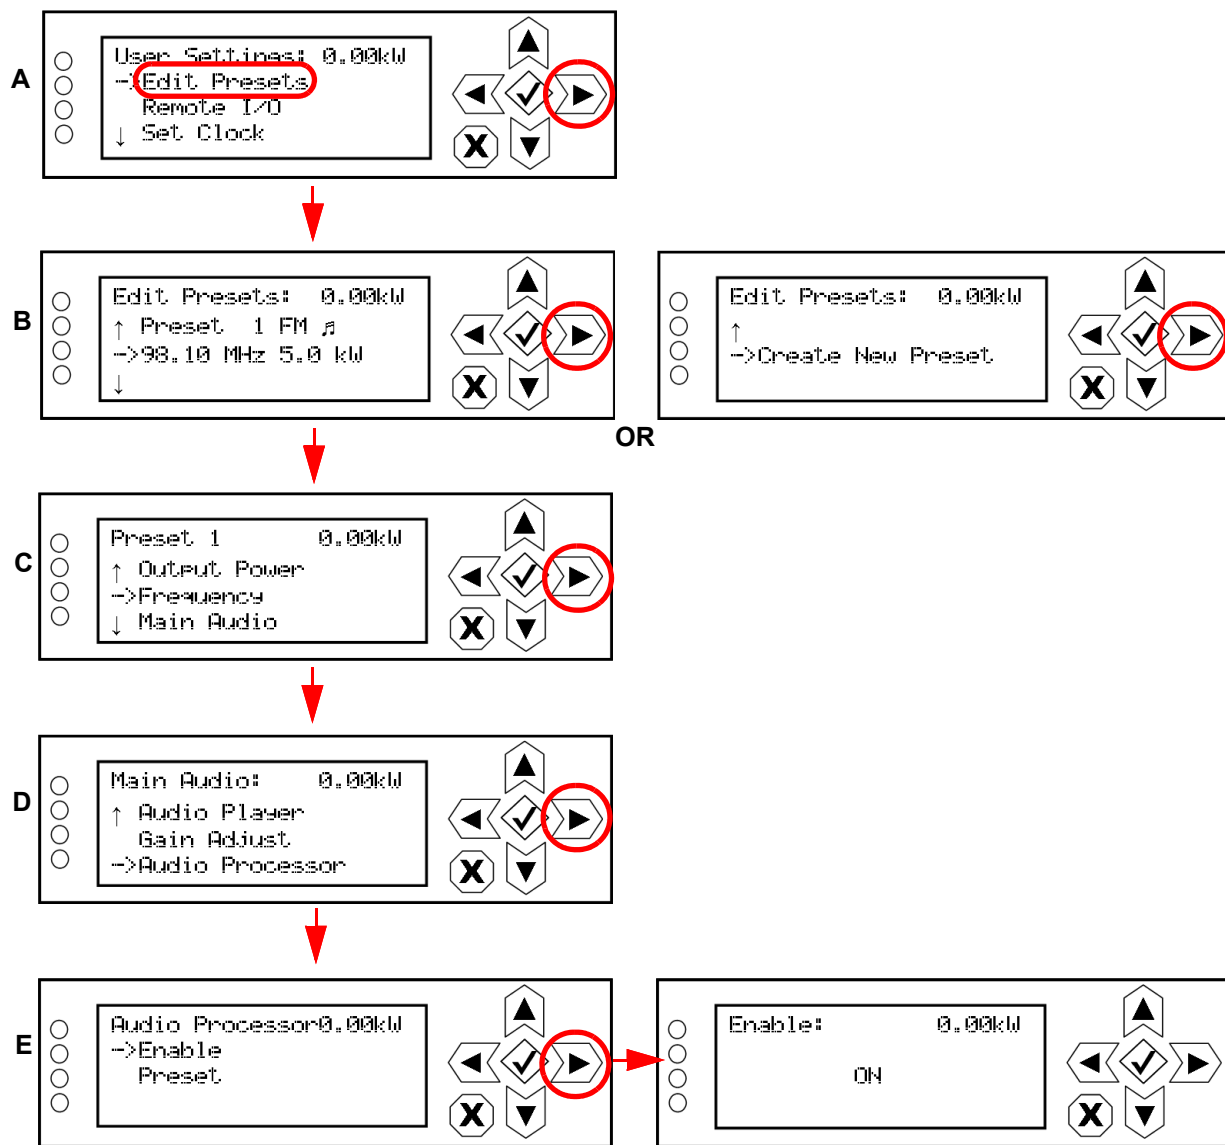 A
User Settings: 0.00kW
->Edit Presets
Remote I/O
↓ Set Clock
X
B
Edit Presets: 0.00kW
↑ Preset 1 FM ♬
->98.10 MHz 5.0 kW
↓
X
OR
Edit Presets: 0.00kW
↑
->Create New Preset
X
C
Preset 1 0.00kW
↑ Output Power
->Frequency
↓ Main Audio
X
D
Main Audio: 0.00kW
↑ Audio Player
Gain Adjust
->Audio Processor
X
E
Audio Processor0.00kW
->Enable
Preset
X
Enable: 0.00kW
ON
X